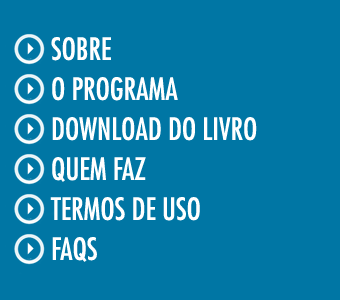 SOBRE
O PROGRAMA
DOWNLOAD DO LIVRO
QUEM FAZ
TERMOS DE USO
FAQS